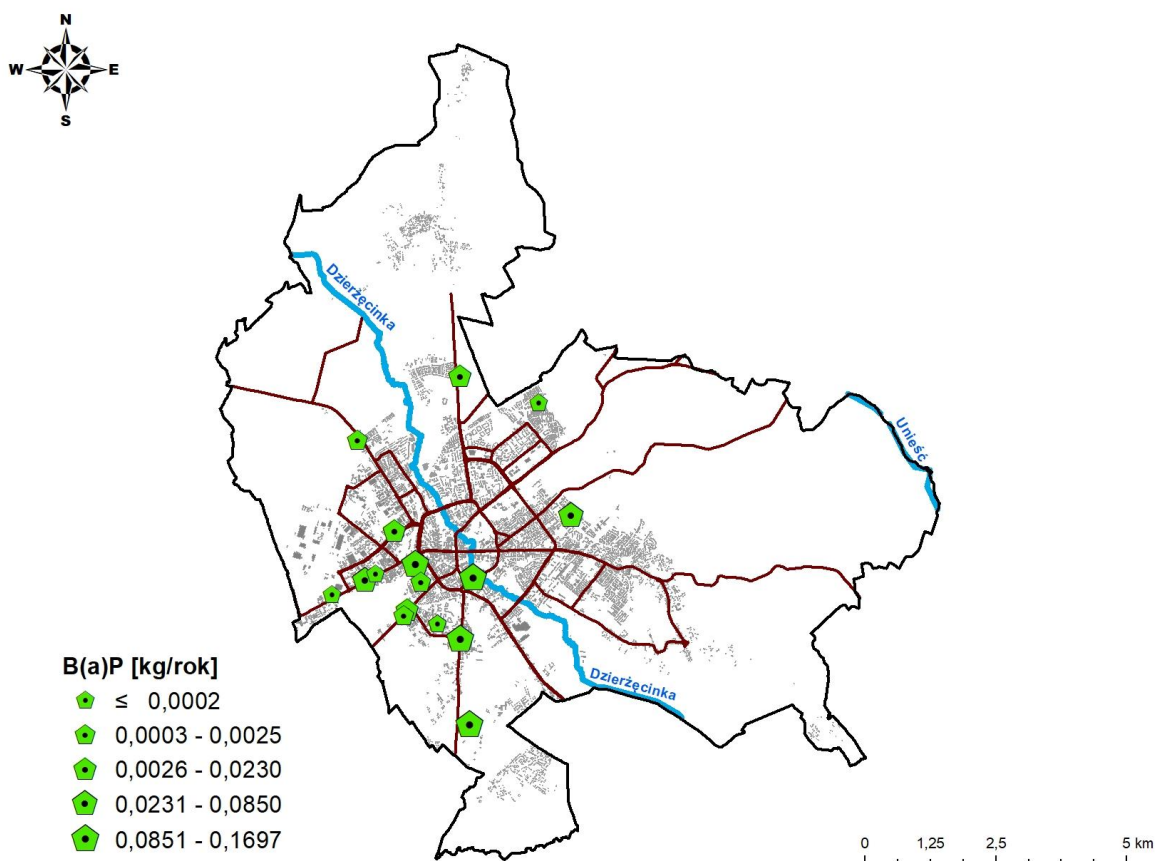 N
W E
S
Dzierżęcinka
Unieść
Dzierżęcinka
B(a)P [kg/rok]
≤ 0,0002
0,0003 - 0,0025
0,0026 - 0,0230
0,0231 - 0,0850
0,0851 - 0,1697
0 1,25 2,5 5 km